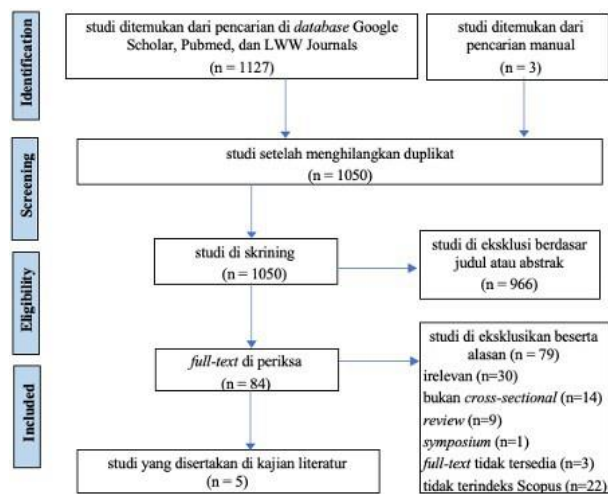 Identification
studi ditemukan dari pencarian di database Google
Scholar, Pubmed, dan LWW Journals
(n = 1127)
studi ditemukan dari
pencarian manual
(n = 3)
Screening
studi setelah menghilangkan duplikat
(n = 1050)
studi di skrining
(n = 1050)
studi di eksklusi berdasar
judul atau abstrak
(n = 966)
Eligibility
full-text di periksa
(n = 84)
studi di eksklusikan beserta
alasan (n = 79)
irelevan (n=30)
bukan cross-sectional (n=14)
review (n=9)
symposium (n=1)
full-text tidak tersedia (n=3)
tidak terindeks Scopus (n=22)
Included
studi yang disertakan di kajian literatur
(n = 5)